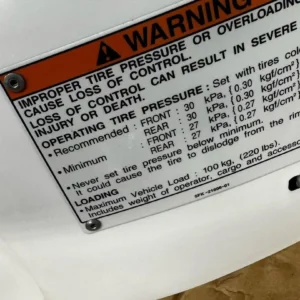 WARNING
IMPROPER TIRE PRESSURE OR OVERLOADING
CAUSE LOSS OF CONTROL.
LOSS OF CONTROL CAN RESULT IN SEVERE
INJURY OR DEATH.
OPERATING TIRE PRESSURE : Set with tires col
• Recommended : FRONT : 30 kPa, {0.30 kgf/cm²}
REAR : 30 kPa, {0.30 kgf/cm²}
• Minimum : FRONT : 27 kPa, {0.27 kgf/
REAR : 27 kPa, {0.27 kgf/
• Never set tire pressure below minimum.
It could cause the tire to dislodge from the rim
LOADING
• Maximum Vehicle Load : 100 kg, (220 lbs).
Includes weight of operator, cargo and accesso